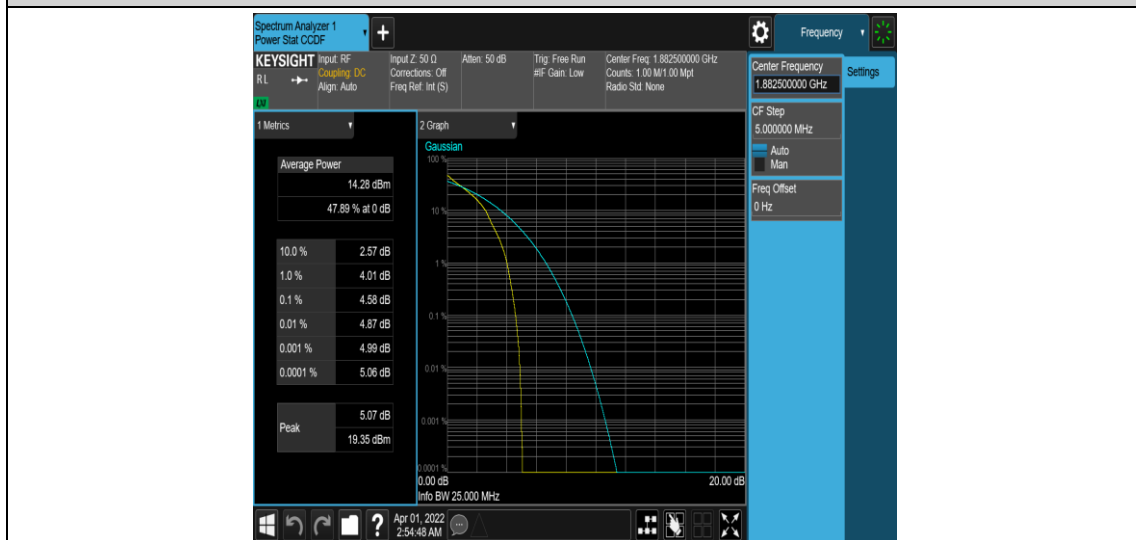 Spectrum Analyzer 1
Power Stat CCDF
+
Frequency
KEYSIGHT
RL
LXI
Input: RF
Coupling: DC
Align: Auto
Input Z: 50 Ω
Corrections: Off
Freq Ref: Int (S)
Atten: 50 dB
Trig: Free Run
#IF Gain: Low
Center Freq: 1.882500000 GHz
Counts: 1.00 M/1.00 Mpt
Radio Std: None
Center Frequency
1.882500000 GHz
Settings
CF Step
5.000000 MHz
Auto
Man
Freq Offset
0 Hz
1 Metrics
Average Power
14.28 dBm
47.89 % at 0 dB
10.0 % 2.57 dB
1.0 % 4.01 dB
0.1 % 4.58 dB
0.01 % 4.87 dB
0.001 % 4.99 dB
0.0001 % 5.06 dB
Peak
5.07 dB
19.35 dBm
2 Graph
Gaussian
100 %
10 %
1 %
0.1 %
0.01 %
0.001 %
0.0001 %
0.00 dB 20.00 dB
Info BW 25.000 MHz
?
Apr 01, 2022
2:54:48 AM